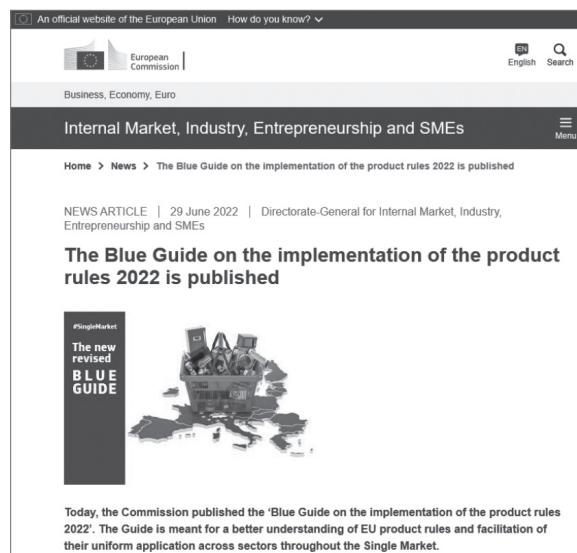 An official website of the European Union How do you know?
European
Commission
EN
English Search
Business, Economy, Euro
Internal Market, Industry, Entrepreneurship and SMEs
Menu
Home > News > The Blue Guide on the implementation of the product rules 2022 is published
NEWS ARTICLE | 29 June 2022 | Directorate-General for Internal Market, Industry,
Entrepreneurship and SMEs
The Blue Guide on the implementation of the product
rules 2022 is published
#SingleMarket
The new
revised
BLUE
GUIDE
Today, the Commission published the ‘Blue Guide on the implementation of the product rules
2022’. The Guide is meant for a better understanding of EU product rules and facilitation of
their uniform application across sectors throughout the Single Market.